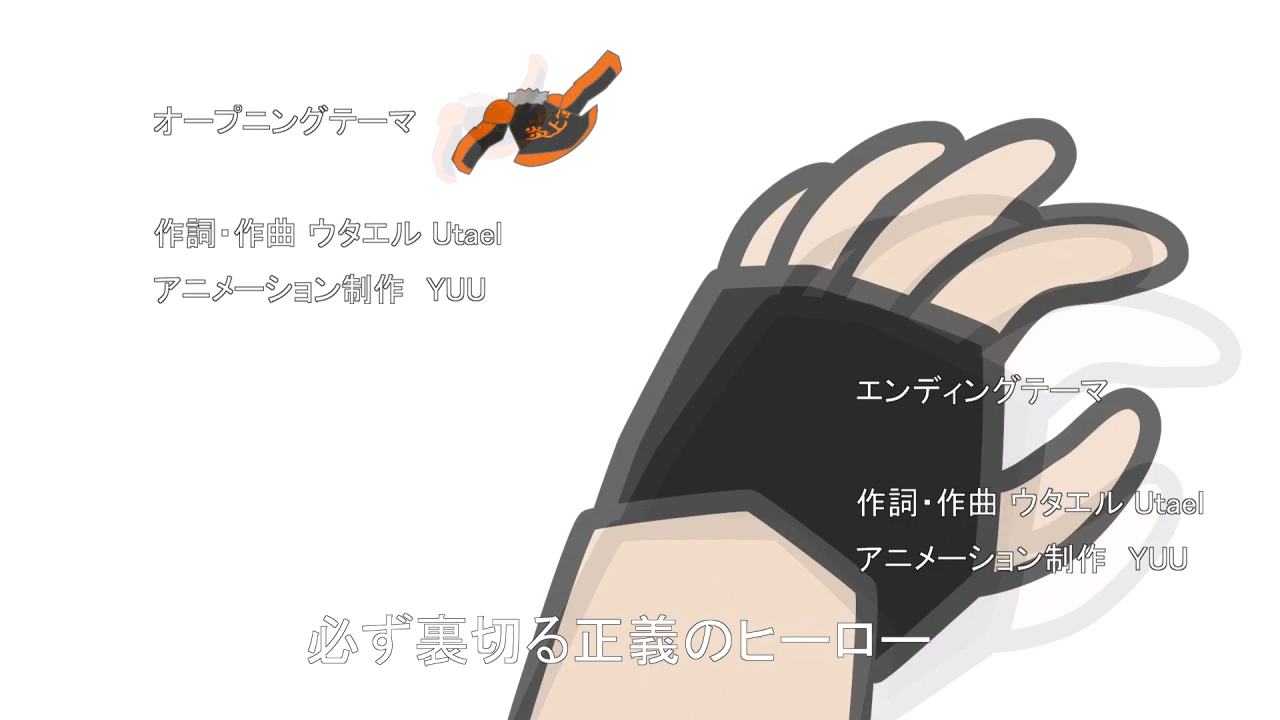 オープニングテーマ
炎上
作詞・作曲 ウタエル Utael
アニメーション制作 YUU
エンディングテーマ
作詞・作曲 ウタエル Utael
アニメーション制作 YUU
必ず裏切る正義のヒーロー